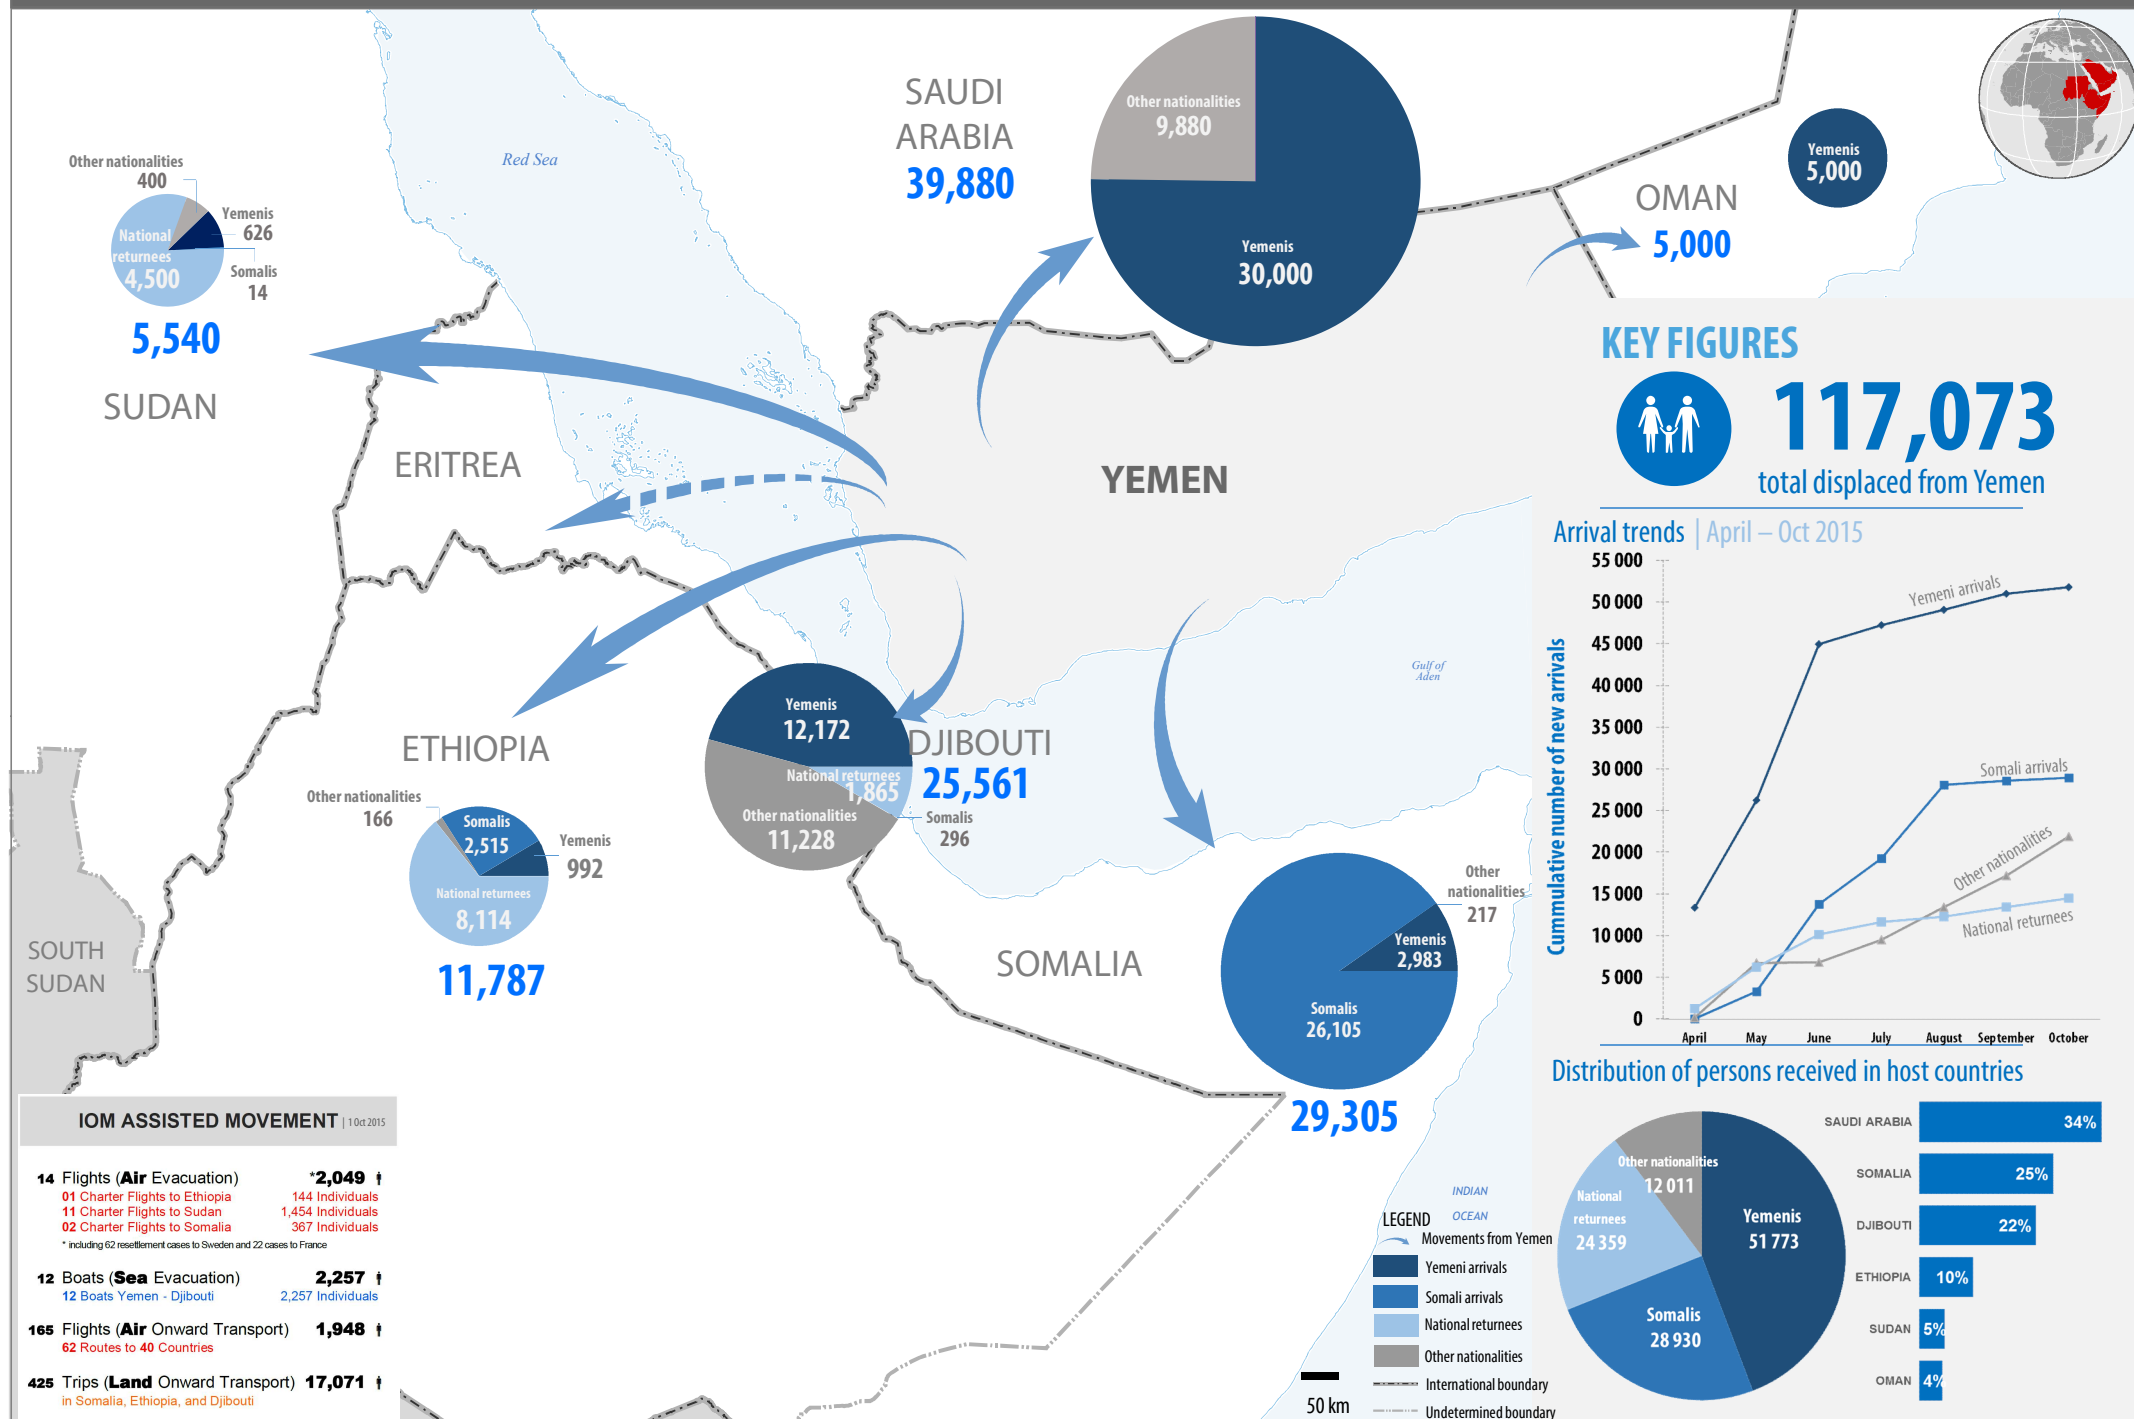 SAUDI
ARABIA
39,880
Other nationalities
9,880
Yemenis
30,000
Red Sea
Other nationalities
400
Yemenis
626
National
returnees
4,500
Somalis
14
5,540
SUDAN
ERITREA
YEMEN
OMAN
5,000
Yemenis
5,000
ETHIOPIA
Other nationalities
166
Somalis
2,515
Yemenis
992
National returnees
8,114
11,787
Yemenis
12,172
DJIBOUTI
25,561
National returnees
1,865
Other nationalities
11,228
Somalis
296
Gulf of
Aden
SOUTH
SUDAN
SOMALIA
Other
nationalities
217
Yemenis
2,983
Somalis
26,105
29,305
INDIAN
OCEAN
KEY FIGURES
117,073
total displaced from Yemen
Arrival trends | April – Oct 2015
Cummulative number of new arrivals
55 000
50 000
45 000
40 000
35 000
30 000
25 000
20 000
15 000
10 000
5 000
0
Yemeni arrivals
Somali arrivals
Other nationalities
National returnees
April May June July August September October
Distribution of persons received in host countries
Other nationalities
12 011
National
returnees
24 359
Yemenis
51 773
Somalis
28 930
SAUDI ARABIA 34%
SOMALIA 25%
DJIBOUTI 22%
ETHIOPIA 10%
SUDAN 5%
OMAN 4%
IOM ASSISTED MOVEMENT | 1 Oct 2015
14 Flights (Air Evacuation) *2,049
01 Charter Flights to Ethiopia 144 Individuals
11 Charter Flights to Sudan 1,454 Individuals
02 Charter Flights to Somalia 367 Individuals
* including 62 resettlement cases to Sweden and 22 cases to France
12 Boats (Sea Evacuation) 2,257
12 Boats Yemen - Djibouti 2,257 Individuals
165 Flights (Air Onward Transport) 1,948
62 Routes to 40 Countries
425 Trips (Land Onward Transport) 17,071
in Somalia, Ethiopia, and Djibouti
LEGEND
Movements from Yemen
Yemeni arrivals
Somali arrivals
National returnees
Other nationalities
International boundary
Undetermined boundary
50 km